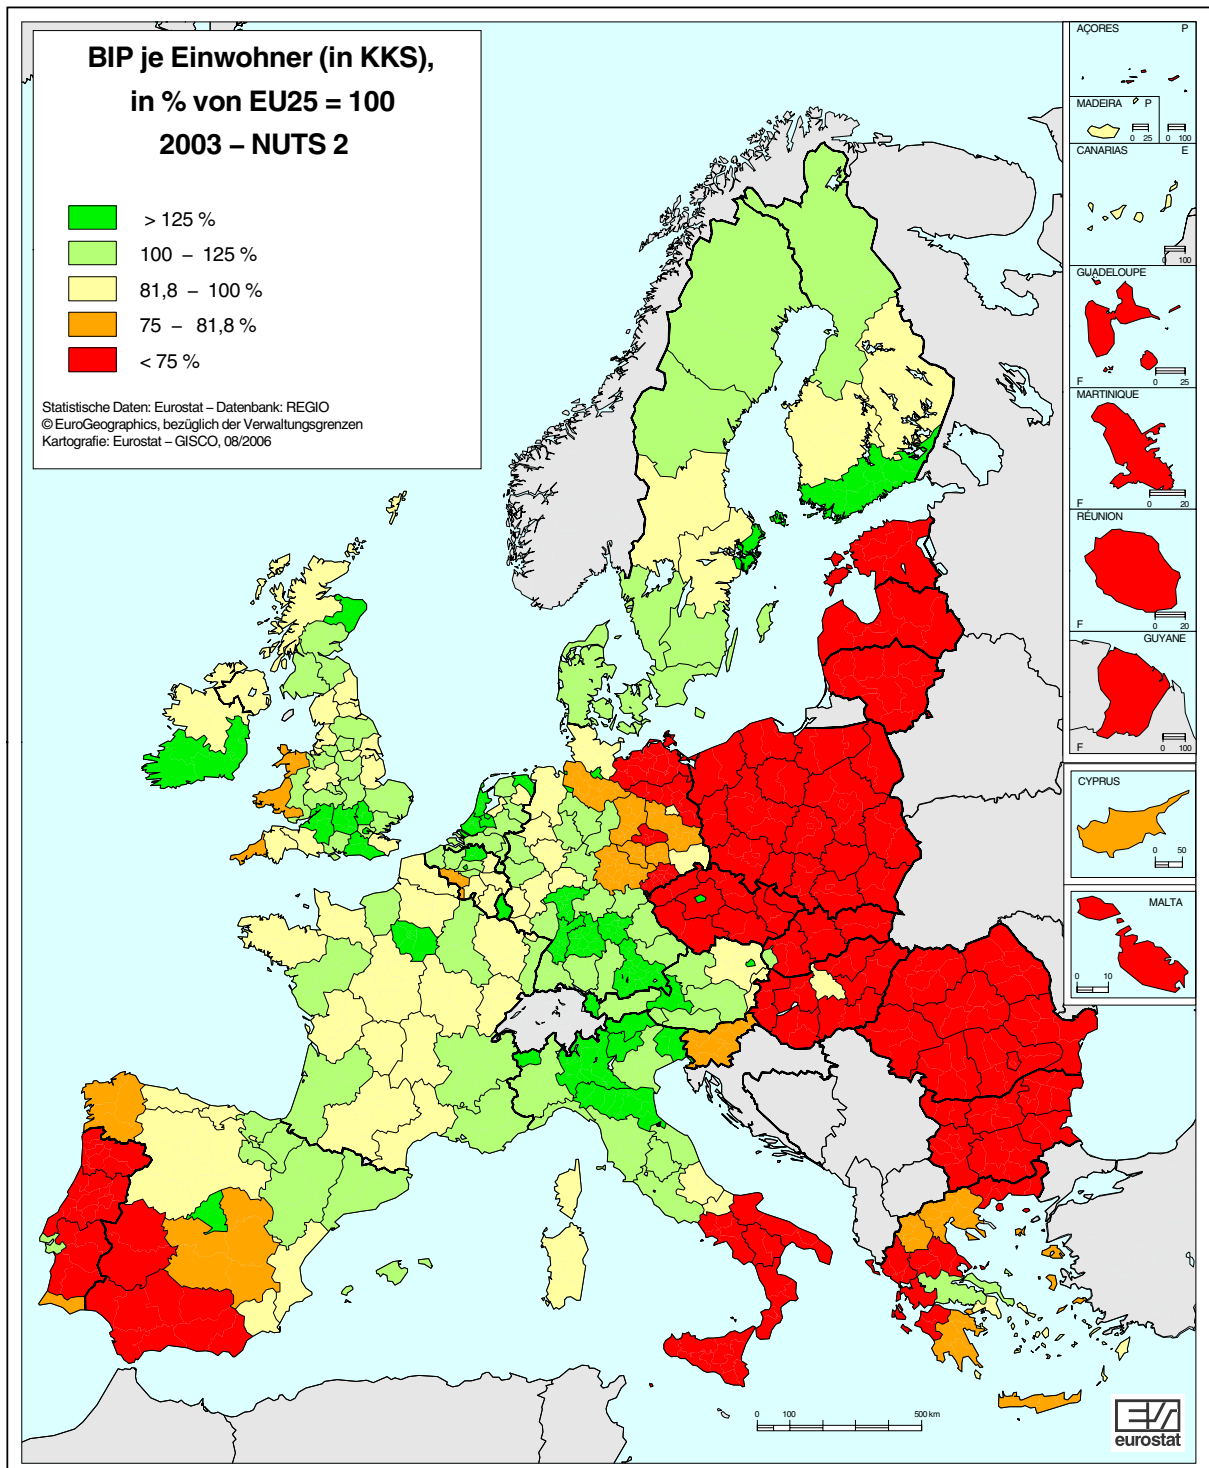 BIP je Einwohner (in KKS),
in % von EU25 = 100
2003 – NUTS 2
> 125 %
100 – 125 %
81,8 – 100 %
75 – 81,8 %
< 75 %
Statistische Daten: Eurostat – Datenbank: REGIO
© EuroGeographics, bezüglich der Verwaltungsgrenzen
Kartografie: Eurostat – GISCO, 08/2006
AÇORES P
MADEIRA P
0 25
0 100
CANARIAS E
0 100
GUADELOUPE
F
0 25
MARTINIQUE
F
0 20
RÉUNION
F
0 20
GUYANE
F
0 100
CYPRUS
0 50
MALTA
0 10
0 100 500 km
eurostat